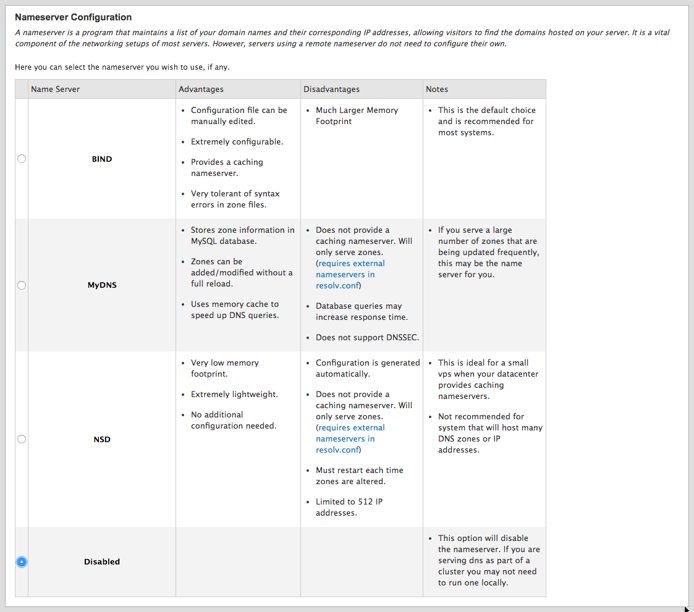 Nameserver Configuration
A nameserver is a program that maintains a list of your domain names and their corresponding IP addresses, allowing visitors to find the domains hosted on your server. It is a vital
component of the networking setups of most servers. However, servers using a remote nameserver do not need to configure their own.
Here you can select the nameserver you wish to use, if any.
Name Server
Advantages
Disadvantages
Notes
BIND
• Configuration file can be
manually edited.
• Extremely configurable.
• Provides a caching
nameserver.
• Very tolerant of syntax
errors in zone files.
• Much Larger Memory
Footprint
• This is the default choice
and is recommended for
most systems.
MyDNS
• Stores zone information in
MySQL database.
• Zones can be
added/modified without a
full reload.
• Uses memory cache to
speed up DNS queries.
• Does not provide a
caching nameserver. Will
only serve zones.
(requires external
nameservers in
resolv.conf)
• Database queries may
increase response time.
• Does not support DNSSEC.
• If you serve a large
number of zones that are
being updated frequently,
this may be the name
server for you.
NSD
• Very low memory
footprint.
• Extremely lightweight.
• No additional
configuration needed.
• Configuration is generated
automatically.
• Does not provide a
caching nameserver. Will
only serve zones.
(requires external
nameservers in
resolv.conf)
• Must restart each time
zones are altered.
• Limited to 512 IP
addresses.
• This is ideal for a small
vps when your datacenter
provides caching
nameservers.
• Not recommended for
system that will host many
DNS zones or IP
addresses.
Disabled
• This option will disable
the nameserver. If you are
serving dns as part of a
cluster you may not need
to run one locally.